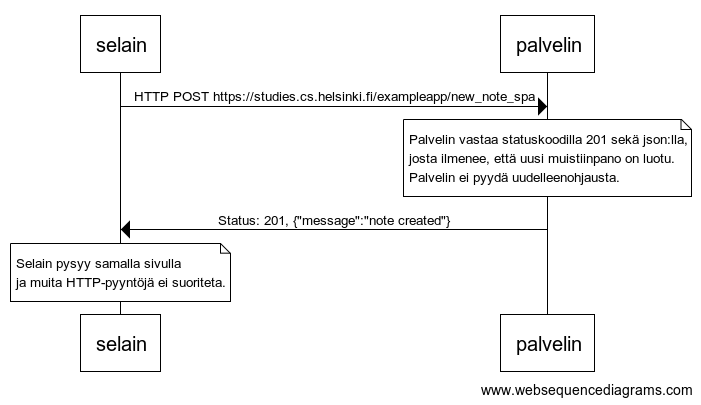 selain
palvelin
HTTP POST https://studies.cs.helsinki.fi/exampleapp/new_note_spa
Palvelin vastaa statuskoodilla 201 sekä json:lla,
josta ilmenee, että uusi muistiinpano on luotu.
Palvelin ei pyydä uudelleenohjausta.
Status: 201, {"message":"note created"}
Selain pysyy samalla sivulla
ja muita HTTP-pyyntöjä ei suoriteta.
selain
palvelin
www.websequencediagrams.com